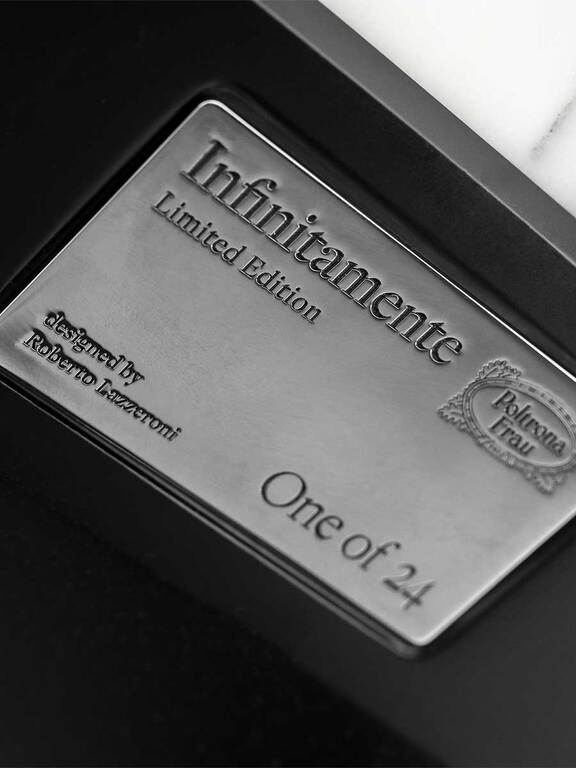 Infinitamente
Limited Edition
designed by
Roberto Lazzeroni
Poltrona
Frau
One of 24